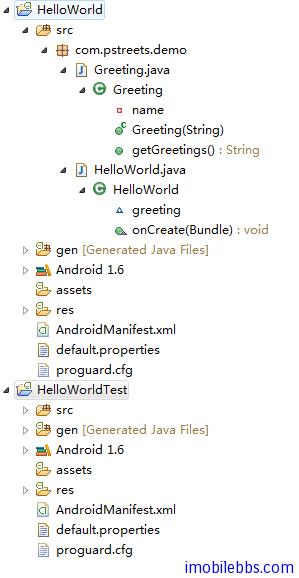 HelloWorld
src
com.pstreets.demo
Greeting.java
Greeting
name
Greeting(String)
getGreetings() : String
HelloWorld.java
HelloWorld
greeting
onCreate(Bundle) : void
gen [Generated Java Files]
Android 1.6
assets
res
AndroidManifest.xml
default.properties
proguard.cfg
HelloWorldTest
src
gen [Generated Java Files]
Android 1.6
assets
res
AndroidManifest.xml
default.properties
proguard.cfg
imobilebbs.com